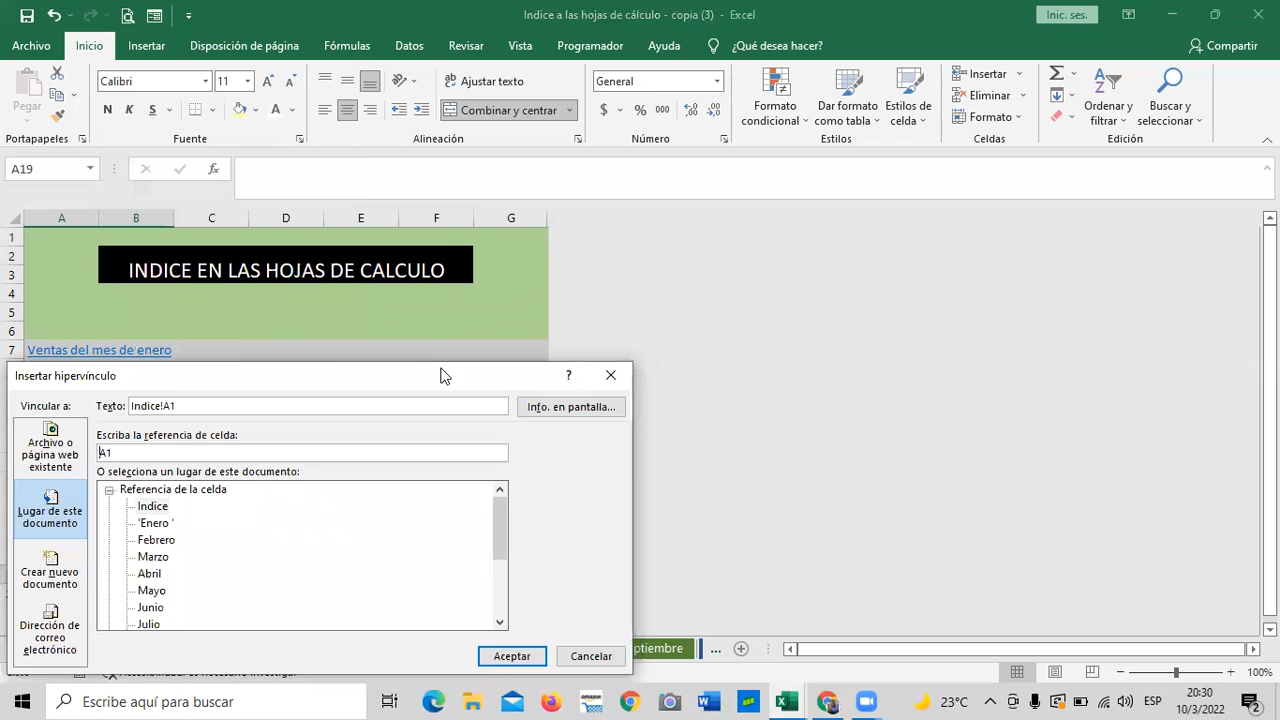 Indice a las hojas de cálculo - copia (3) - Excel
Inic. ses.
Archivo Inicio Insertar Disposición de página Fórmulas Datos Revisar Vista Programador Ayuda ¿Qué desea hacer? Compartir
Pegar
Calibri 11
N K S
Ajustar texto
Combinar y centrar
General
$ % 000
Formato condicional
Dar formato como tabla
Estilos de celda
Insertar
Eliminar
Formato
Ordenar y filtrar
Buscar y seleccionar
Portapapeles Fuente Alineación Número Estilos Celdas Edición
A19 fx
A B C D E F G
1
2
3
4
5
6
7
INDICE EN LAS HOJAS DE CALCULO
Ventas del mes de enero
Insertar hipervínculo ?
Vincular a:
Texto: Indice!A1
Info. en pantalla...
Archivo o página web existente
Lugar de este documento
Crear nuevo documento
Dirección de correo electrónico
Escriba la referencia de celda:
A1
O selecciona un lugar de este documento:
Referencia de la celda
Indice
'Enero '
Febrero
Marzo
Abril
Mayo
Junio
Julio
Aceptar Cancelar
ptiembre ...
100%
Escribe aquí para buscar
23°C
ESP
20:30
10/3/2022
2